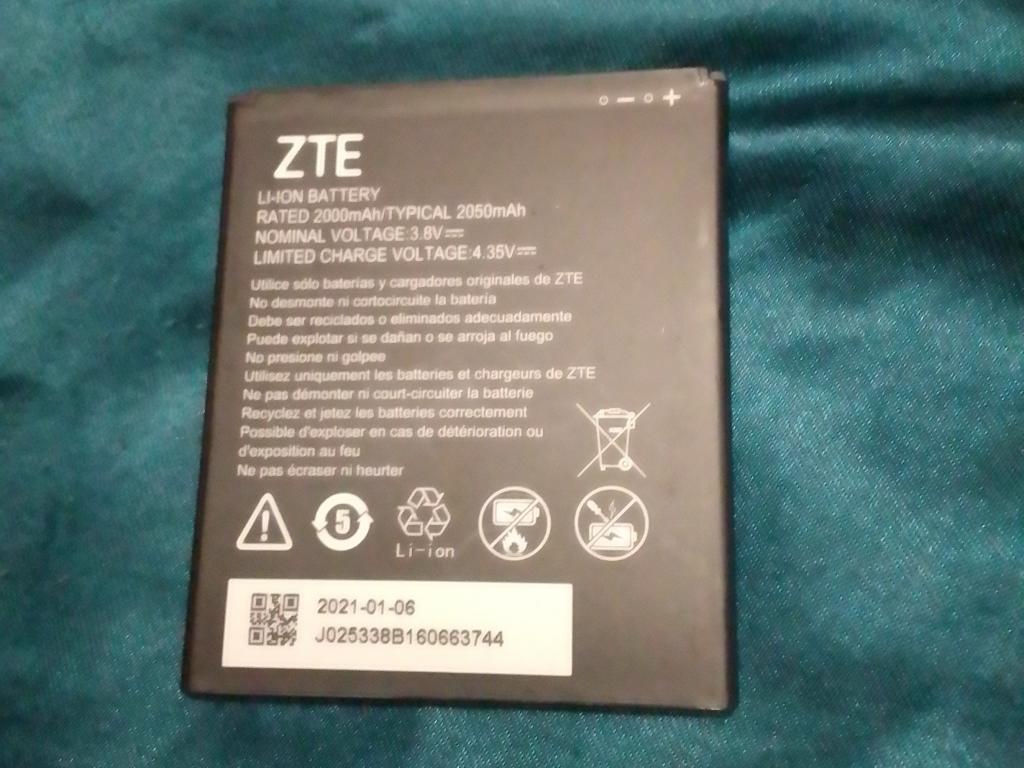 ZTE
LI-ION BATTERY
RATED 2000mAh/TYPICAL 2050mAh
NOMINAL VOLTAGE:3.8V⎓
LIMITED CHARGE VOLTAGE:4.35V⎓
Utilice sólo baterias y cargadores originales de ZTE
No desmonte ni cortocircuite la batería
Debe ser reciclados o eliminados adecuadamente
Puede explotar si se dañan o se arroja al fuego
No presione ni golpee
Utilisez uniquement les batteries et chargeurs de ZTE
Ne pas démonter ni court-circuiter la batterie
Recyclez et jetez les batteries correctement
Possible d'exploser en cas de détérioration ou
d'exposition au feu
Ne pas écraser ni heurter
5
Li-ion
2021-01-06
J025338B160663744